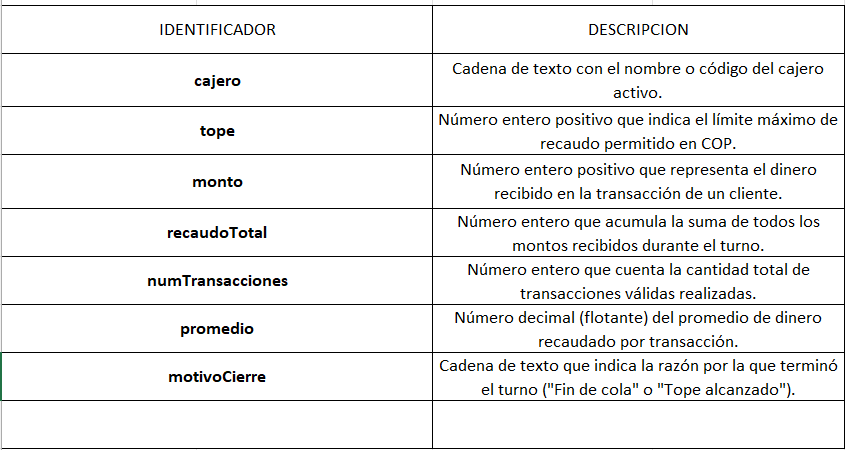 IDENTIFICADOR
DESCRIPCION
cajero
Cadena de texto con el nombre o código del cajero
activo.
tope
Número entero positivo que indica el límite máximo de
recaudo permitido en COP.
monto
Número entero positivo que representa el dinero
recibido en la transacción de un cliente.
recaudoTotal
Número entero que acumula la suma de todos los
montos recibidos durante el turno.
numTransacciones
Número entero que cuenta la cantidad total de
transacciones válidas realizadas.
promedio
Número decimal (flotante) del promedio de dinero
recaudado por transacción.
motivoCierre
Cadena de texto que indica la razón por la que terminó
el turno ("Fin de cola" o "Tope alcanzado").